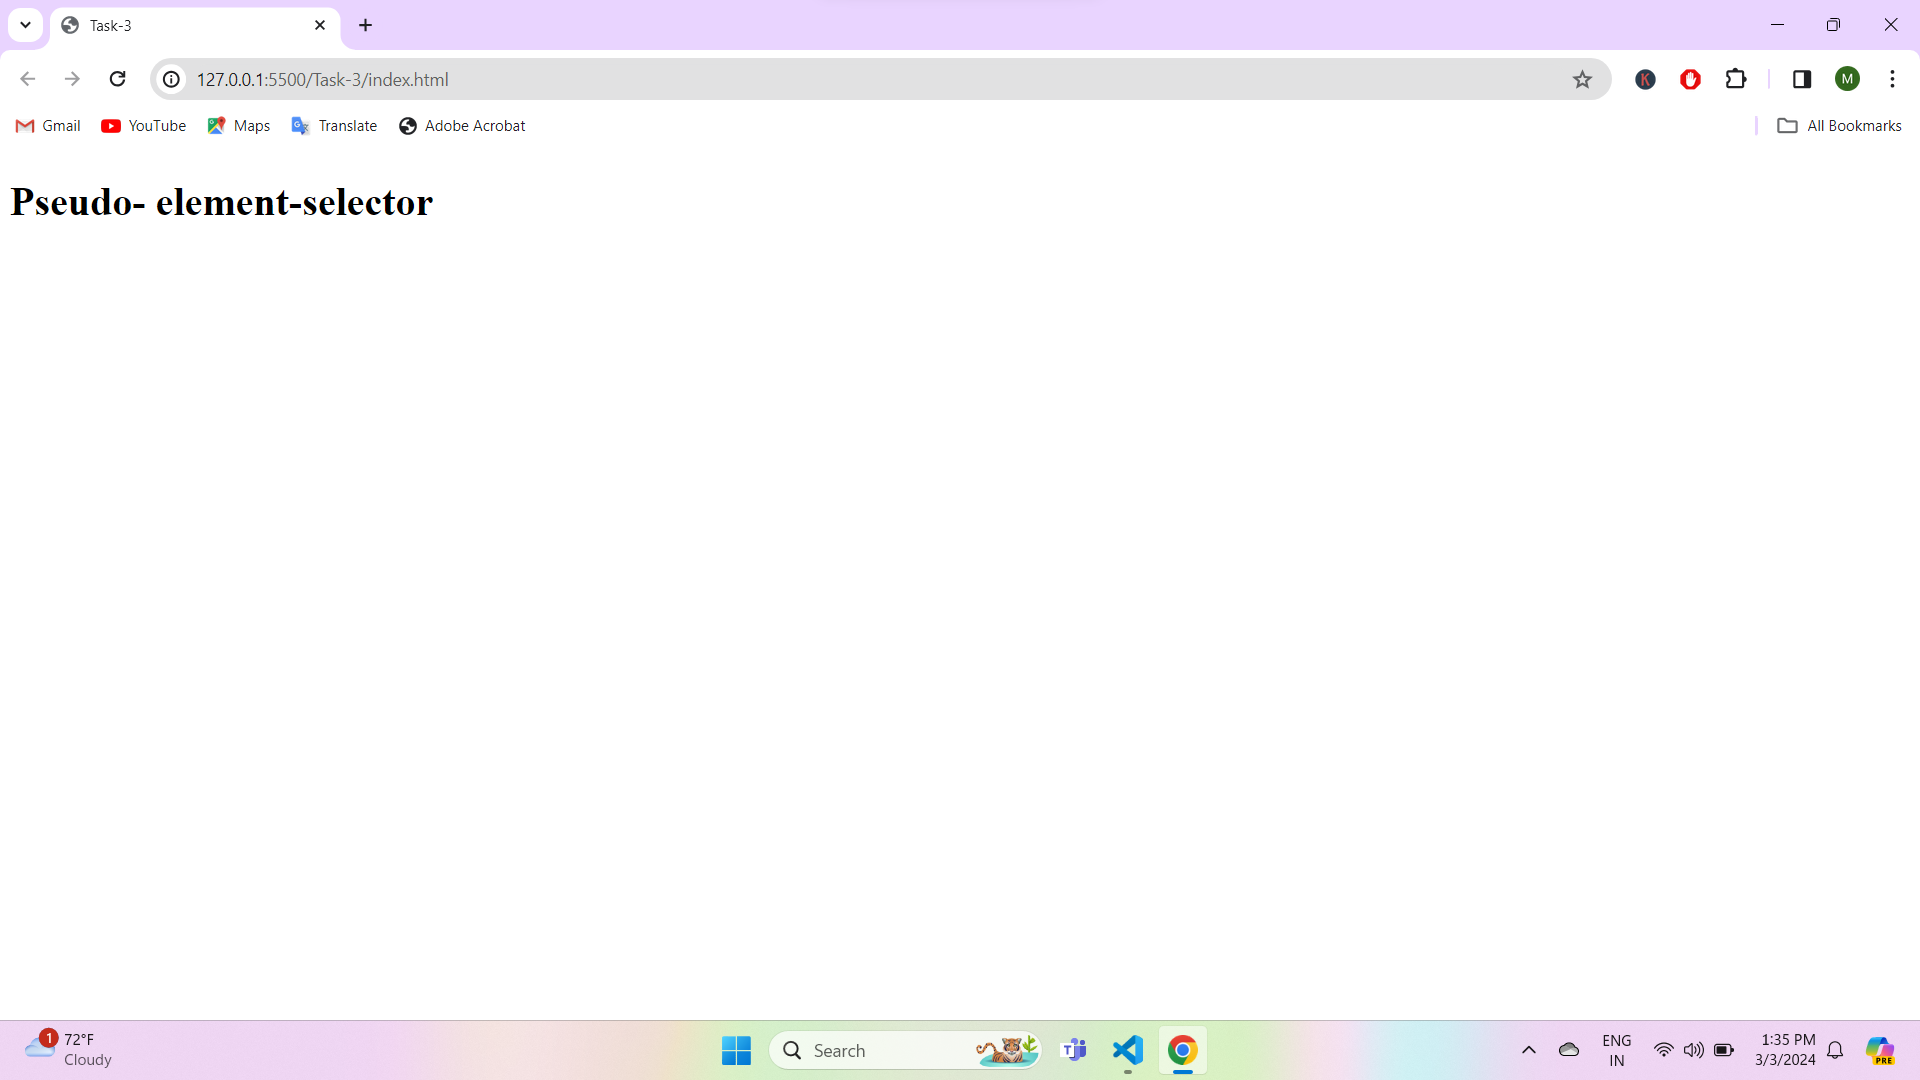 Task-3
127.0.0.1:5500/Task-3/index.html
K
M
Gmail
YouTube
Maps
Translate
Adobe Acrobat
All Bookmarks
Pseudo- element-selector
1
72°F
Cloudy
Search
T
ENG
IN
1:35 PM
3/3/2024
PRE